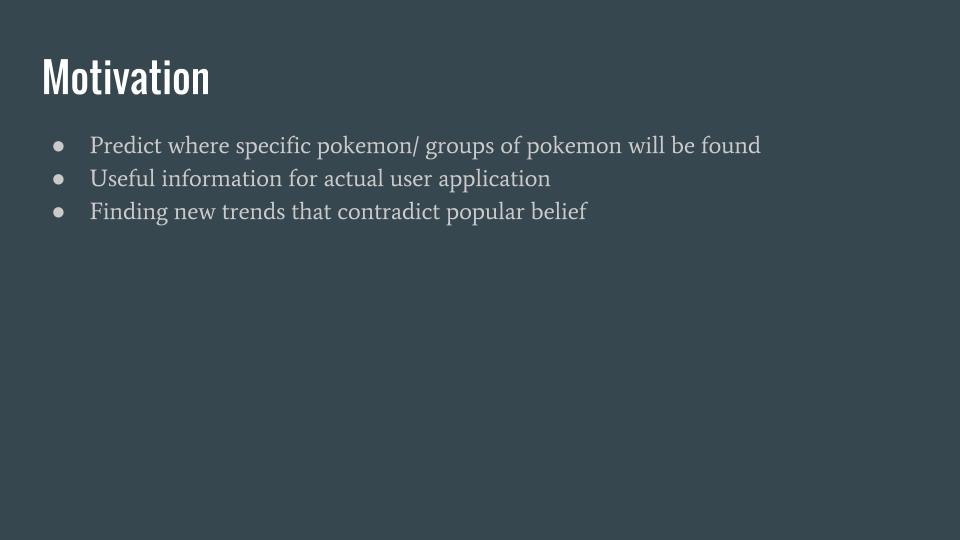 Motivation
● Predict where specific pokemon/ groups of pokemon will be found
● Useful information for actual user application
● Finding new trends that contradict popular belief